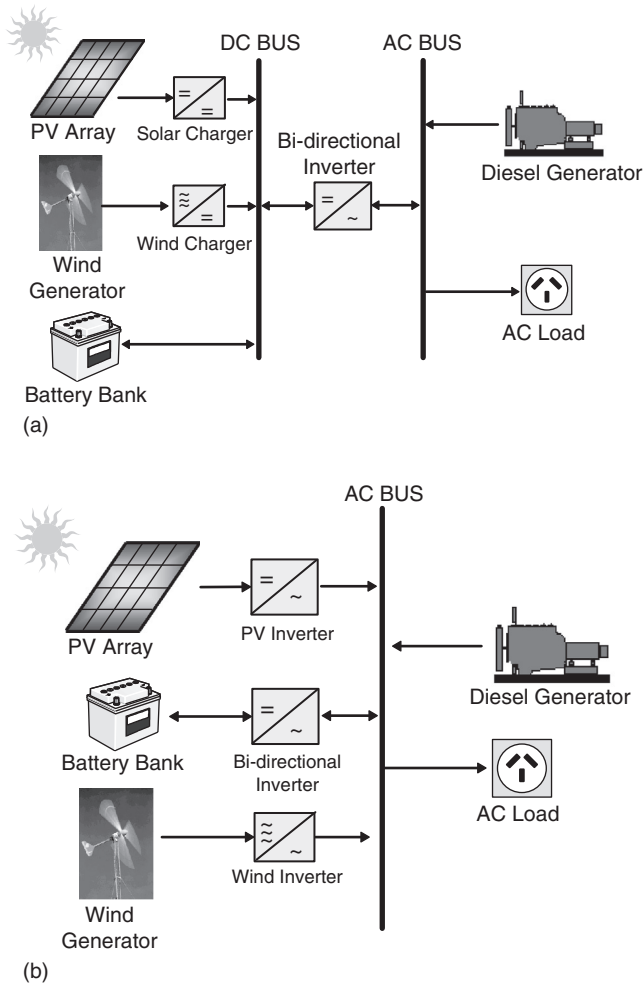 DC BUS
AC BUS
PV Array
Solar Charger
Bi-directional
Inverter
Diesel Generator
Wind
Generator
Wind Charger
AC Load
Battery Bank
(a)
AC BUS
PV Array
PV Inverter
Diesel Generator
Battery Bank
Bi-directional
Inverter
AC Load
Wind
Generator
Wind Inverter
(b)